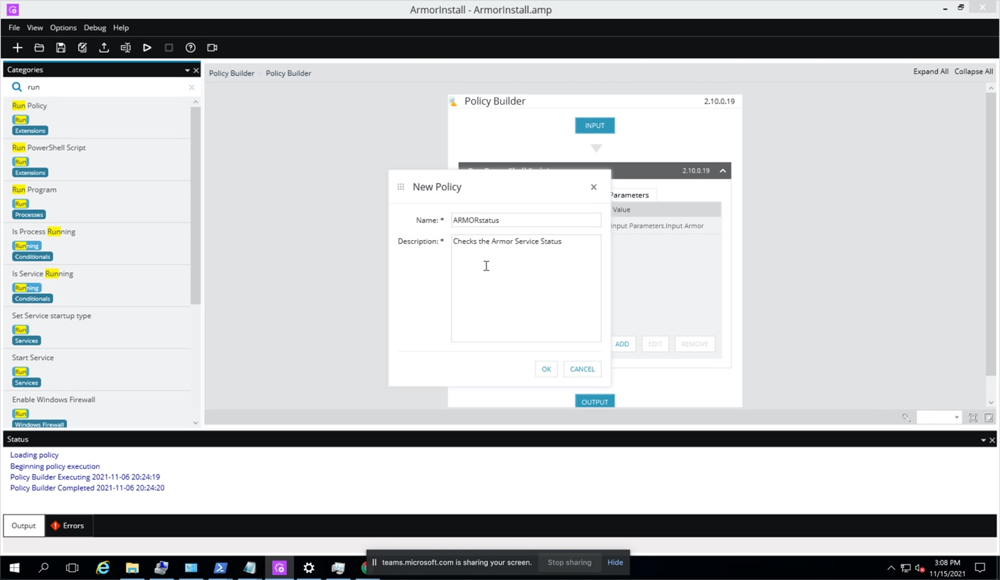 ArmorInstall - ArmorInstall.amp
File View Options Debug Help
Categories
run
Run Policy
Run
Extensions
Run PowerShell Script
Run
Extensions
Run Program
Run
Processes
Is Process Running
Running
Conditionals
Is Service Running
Running
Conditionals
Set Service startup type
Run
Services
Start Service
Run
Services
Enable Windows Firewall
Run
Windows Firewall
Policy Builder Policy Builder
Expand All Collapse All
Policy Builder 2.10.0.19
INPUT
2.10.0.19
Parameters
Value
Input Parameters.Input Armor
ADD EDIT REMOVE
OUTPUT
New Policy
Name: * ARMORstatus
Description: * Checks the Armor Service Status
OK CANCEL
Status
Loading policy
Beginning policy execution
Policy Builder Executing 2021-11-06 20:24:19
Policy Builder Completed 2021-11-06 20:24:20
Output Errors
teams.microsoft.com is sharing your screen. Stop sharing Hide
3:08 PM
11/15/2021